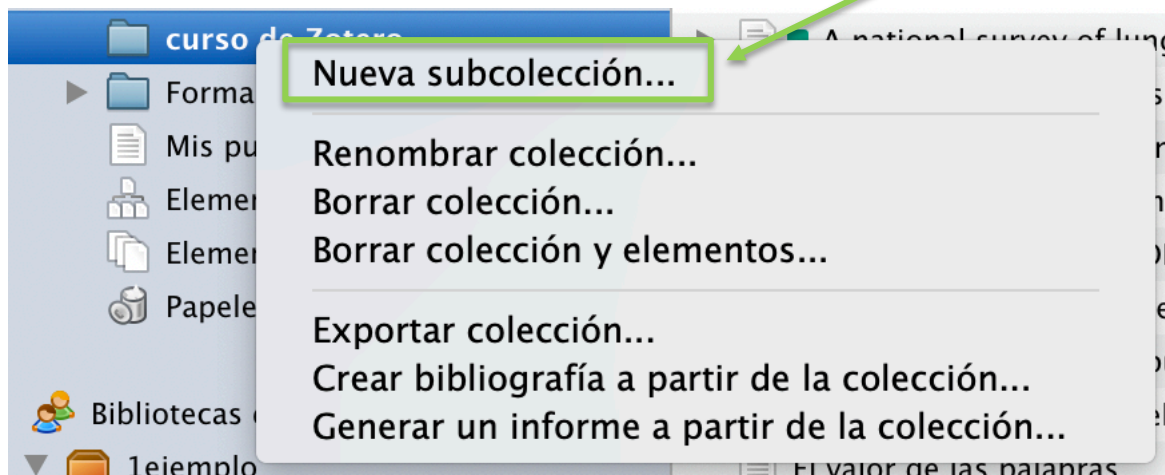 curso de Zotero
A national survey of lung
Nueva subcolección...
Forma
Mis pu
Renombrar colección...
Elemen
Borrar colección...
Elemen
Borrar colección y elementos...
Papele
Exportar colección...
Crear bibliografía a partir de la colección...
Bibliotecas
Generar un informe a partir de la colección...
1ejemplo
El valor de las palabras